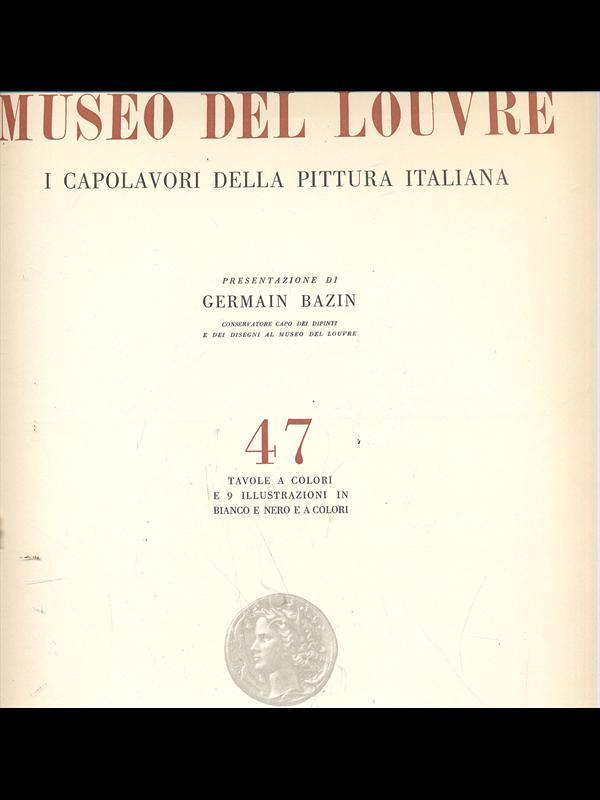 MUSEO DEL LOUVRE
I CAPOLAVORI DELLA PITTURA ITALIANA
PRESENTAZIONE DI
GERMAIN BAZIN
CONSERVATORE CAPO DEI DIPINTI
E DEI DISEGNI AL MUSEO DEL LOUVRE
47
TAVOLE A COLORI
E 9 ILLUSTRAZIONI IN
BIANCO E NERO E A COLORI